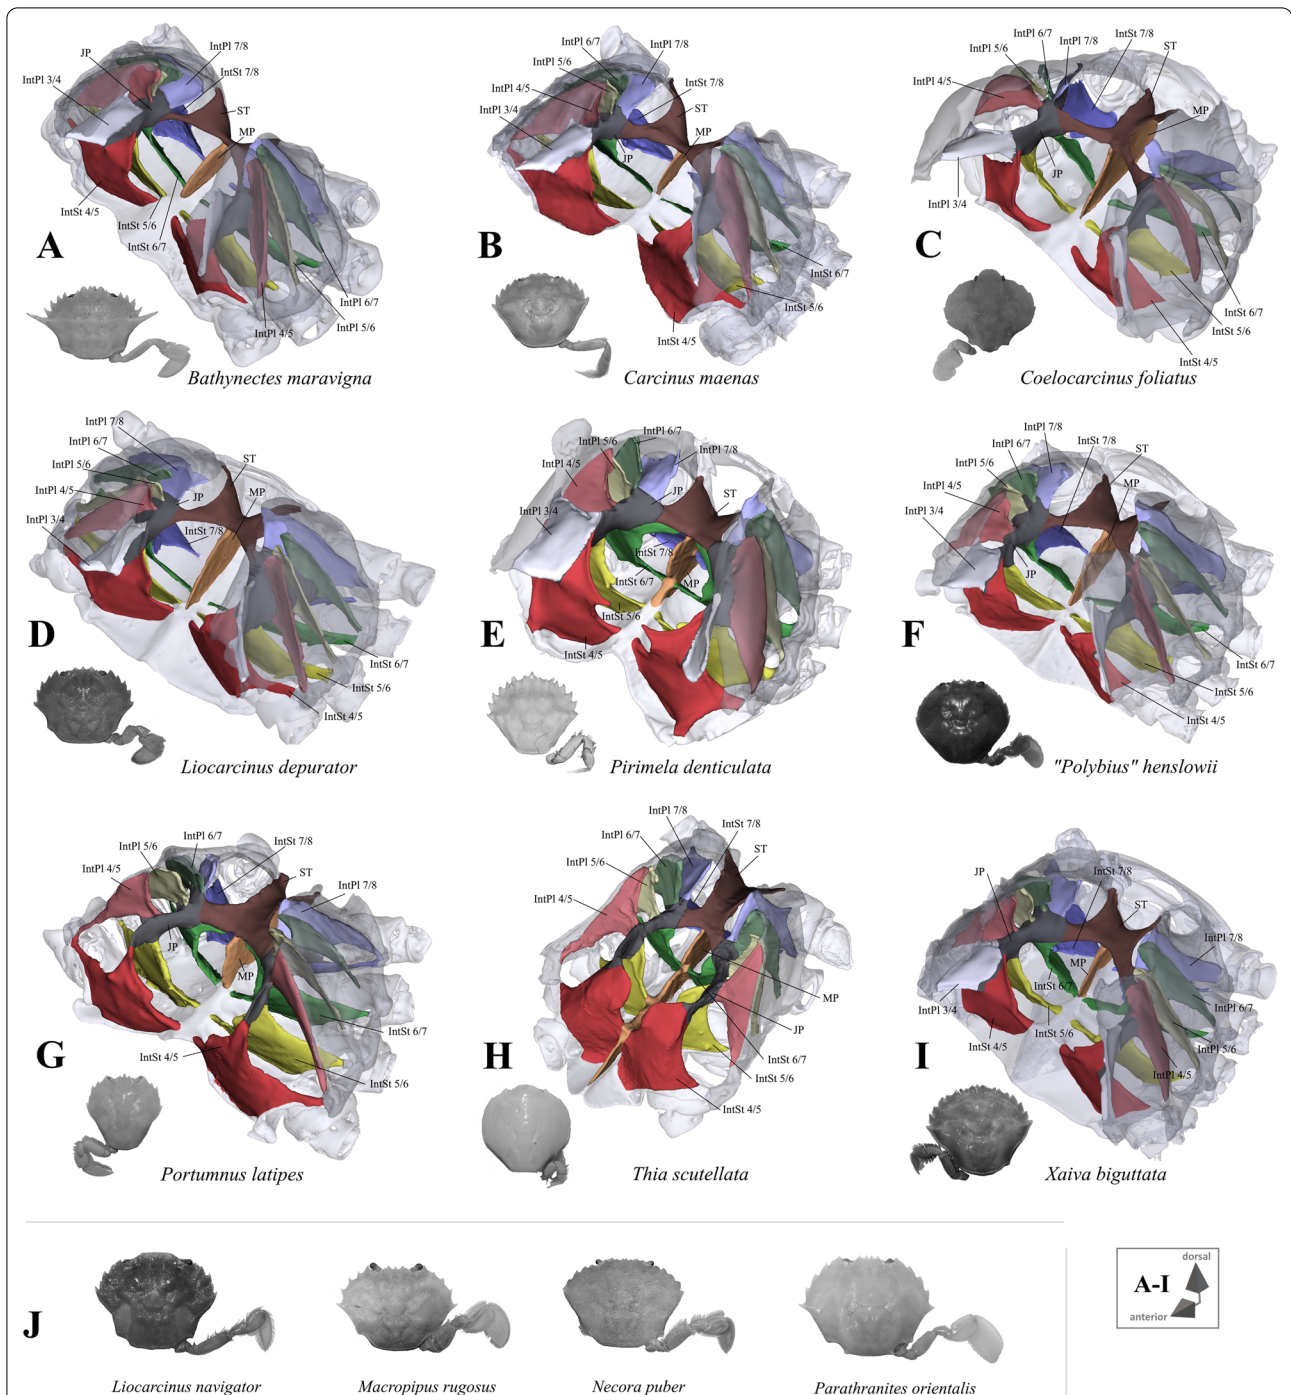 JP
IntPl 7/8
IntSt 7/8
IntPl 3/4
ST
MP
IntSt 4/5
IntSt 5/6
IntSt 6/7
IntPl 6/7
IntPl 5/6
IntPl 4/5
A
Bathynectes maravigna
IntPl 6/7
IntPl 7/8
IntPl 5/6
IntSt 7/8
IntPl 4/5
IntPl 3/4
ST
MP
JP
IntSt 6/7
IntSt 5/6
IntSt 4/5
B
Carcinus maenas
IntPl 6/7
IntPl 7/8
IntSt 7/8
ST
IntPl 5/6
IntPl 4/5
MP
JP
IntPl 3/4
IntSt 6/7
IntSt 5/6
IntSt 4/5
C
Coelocarcinus foliatus
IntPl 7/8
IntPl 6/7
IntPl 5/6
IntPl 4/5
IntPl 3/4
ST
JP
MP
IntSt 7/8
IntSt 6/7
IntSt 5/6
IntSt 4/5
D
Liocarcinus depurator
IntPl 6/7
IntPl 5/6
IntPl 7/8
IntPl 4/5
JP
ST
IntPl 3/4
IntSt 7/8
IntSt 6/7
MP
IntSt 5/6
IntSt 4/5
E
Pirimela denticulata
IntPl 7/8
IntPl 6/7
IntSt 7/8
ST
IntPl 5/6
MP
IntPl 4/5
IntPl 3/4
JP
IntSt 6/7
IntSt 5/6
IntSt 4/5
F
"Polybius" henslowii
IntPl 6/7
IntSt 7/8
IntPl 5/6
IntPl 4/5
ST
IntPl 7/8
JP
MP
IntSt 6/7
IntSt 4/5
IntSt 5/6
G
Portumnus latipes
IntPl 7/8
IntSt 7/8
IntPl 6/7
ST
IntPl 5/6
IntPl 4/5
MP
JP
IntSt 6/7
IntSt 5/6
IntSt 4/5
H
Thia scutellata
JP
IntSt 7/8
ST
IntPl 7/8
MP
IntSt 6/7
IntPl 3/4
IntPl 6/7
IntSt 5/6
IntSt 4/5
IntPl 5/6
IntPl 4/5
I
Xaiva biguttata
J
Liocarcinus navigator
Macropipus rugosus
Necora puber
Parathranites orientalis
dorsal
A-I
anterior